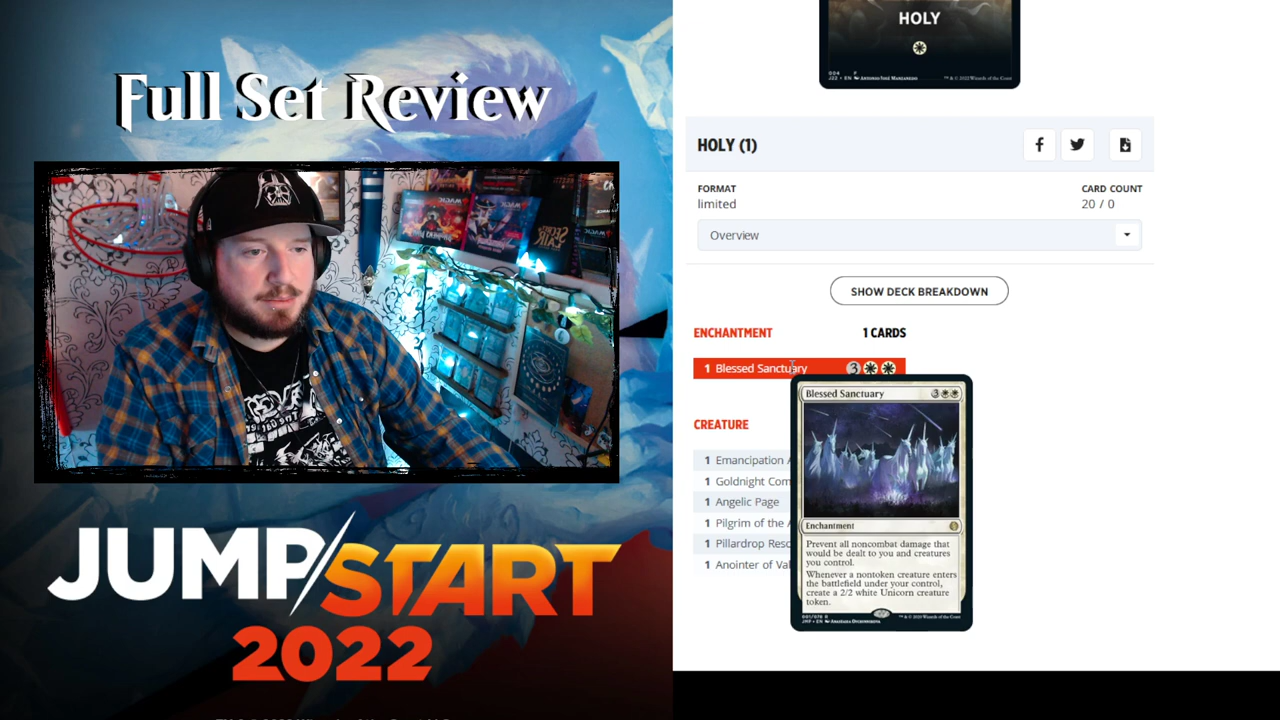 Full Set Review
JUMP/START
2022
HOLY
HOLY (1)
FORMAT
limited
CARD COUNT
20 / 0
Overview
SHOW DECK BREAKDOWN
ENCHANTMENT 1 CARDS
1 Blessed Sanctuary 3
Blessed Sanctuary 3
Enchantment
Prevent all noncombat damage that
would be dealt to you and creatures
you control.
Whenever a nontoken creature enters
the battlefield under your control,
create a 2/2 white Unicorn creature
token.
CREATURE
1 Emancipation
1 Goldnight Com
1 Angelic Page
1 Pilgrim of the
1 Pillardrop Resc
1 Anointer of Val